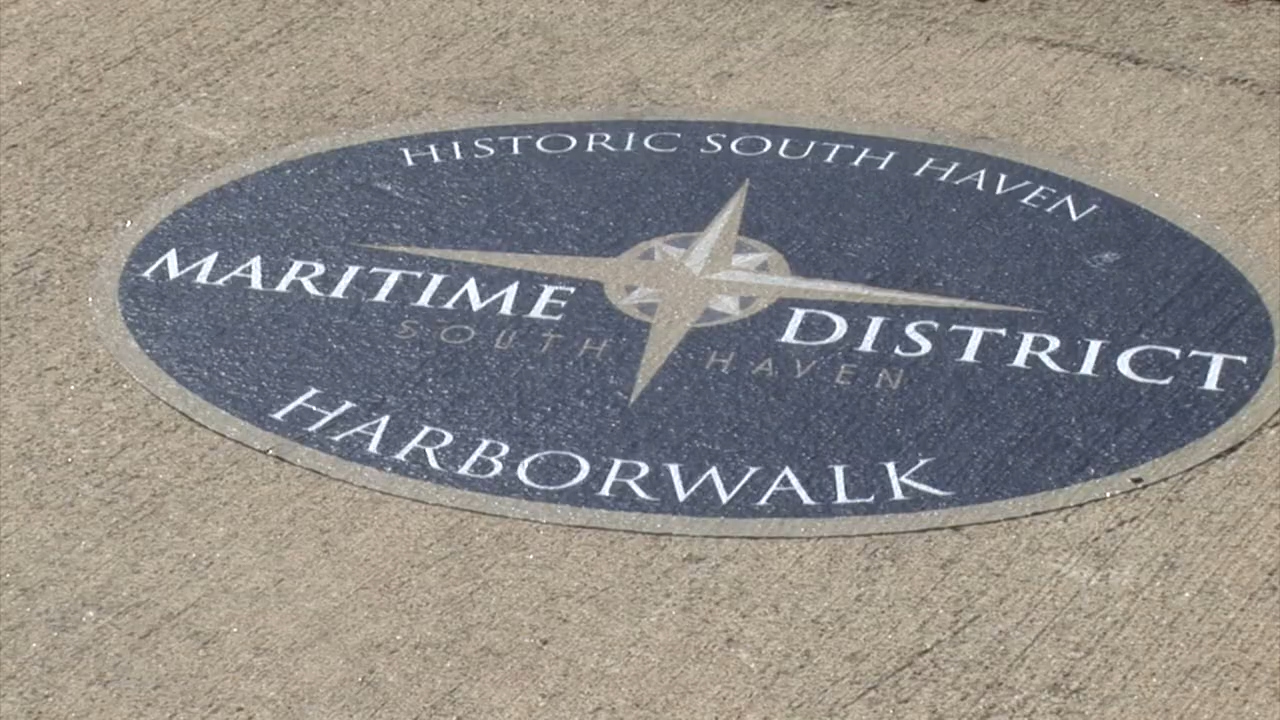 HISTORIC SOUTH HAVEN
MARITIME DISTRICT
SOUTH HAVEN
HARBORWALK